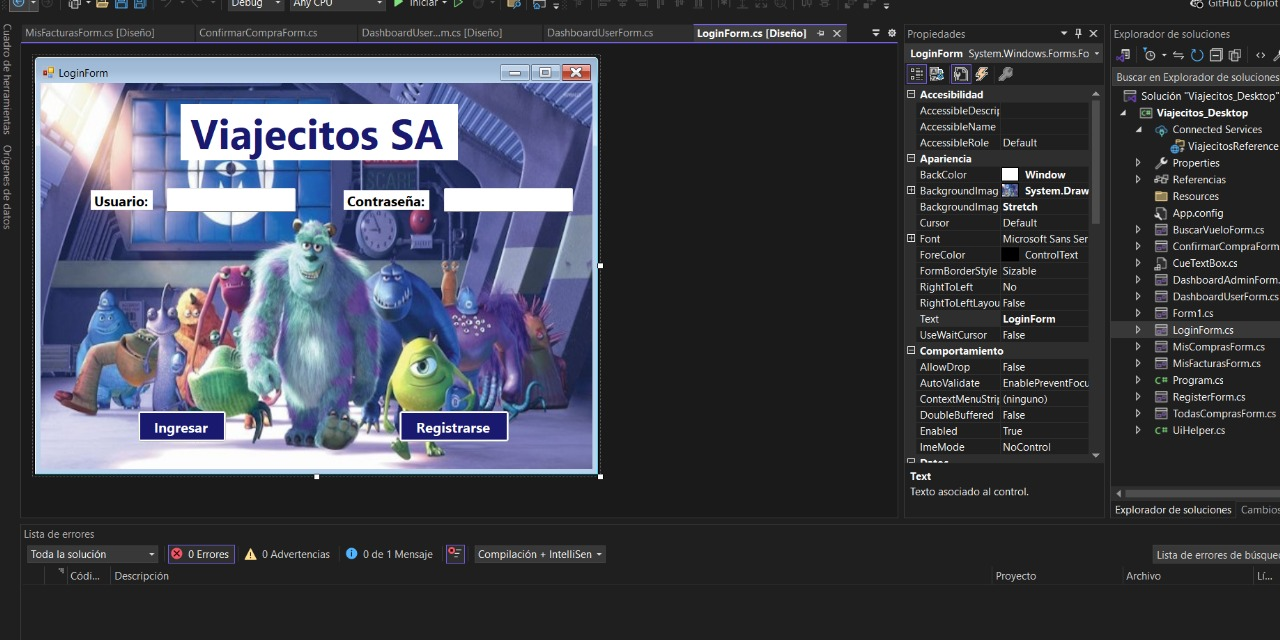 Debug
Any CPU
Iniciar
GitHub Copilot
Cuadro de herramientas
Orígenes de datos
MisFacturasForm.cs [Diseño]
ConfirmarCompraForm.cs
DashboardUser...m.cs [Diseño]
DashboardUserForm.cs
LoginForm.cs [Diseño]
LoginForm
Viajecitos SA
Usuario:
Contraseña:
Ingresar
Registrarse
Propiedades
LoginForm System.Windows.Forms.Fo
Accesibilidad
AccessibleDescrip
AccessibleName
AccessibleRole Default
Apariencia
BackColor Window
BackgroundImag System.Draw
BackgroundImag Stretch
Cursor Default
Font Microsoft Sans Ser
ForeColor ControlText
FormBorderStyle Sizable
RightToLeft No
RightToLeftLayou False
Text LoginForm
UseWaitCursor False
Comportamiento
AllowDrop False
AutoValidate EnablePreventFocu
ContextMenuStrip (ninguno)
DoubleBuffered False
Enabled True
ImeMode NoControl
Datos
Text
Texto asociado al control.
Explorador de soluciones
Buscar en Explorador de soluciones
Solución "Viajecitos_Desktop"
Viajecitos_Desktop
Connected Services
ViajecitosReference
Properties
Referencias
Resources
App.config
BuscarVueloForm.cs
ConfirmarCompraForm
CueTextBox.cs
DashboardAdminForm.
DashboardUserForm.cs
Form1.cs
LoginForm.cs
MisComprasForm.cs
MisFacturasForm.cs
Program.cs
RegisterForm.cs
TodasComprasForm.cs
UiHelper.cs
Explorador de soluciones
Cambios
Lista de errores
Toda la solución
0 Errores
0 Advertencias
0 de 1 Mensaje
Compilación + IntelliSen
Lista de errores de búsque
Códi...
Descripción
Proyecto
Archivo
Lí...